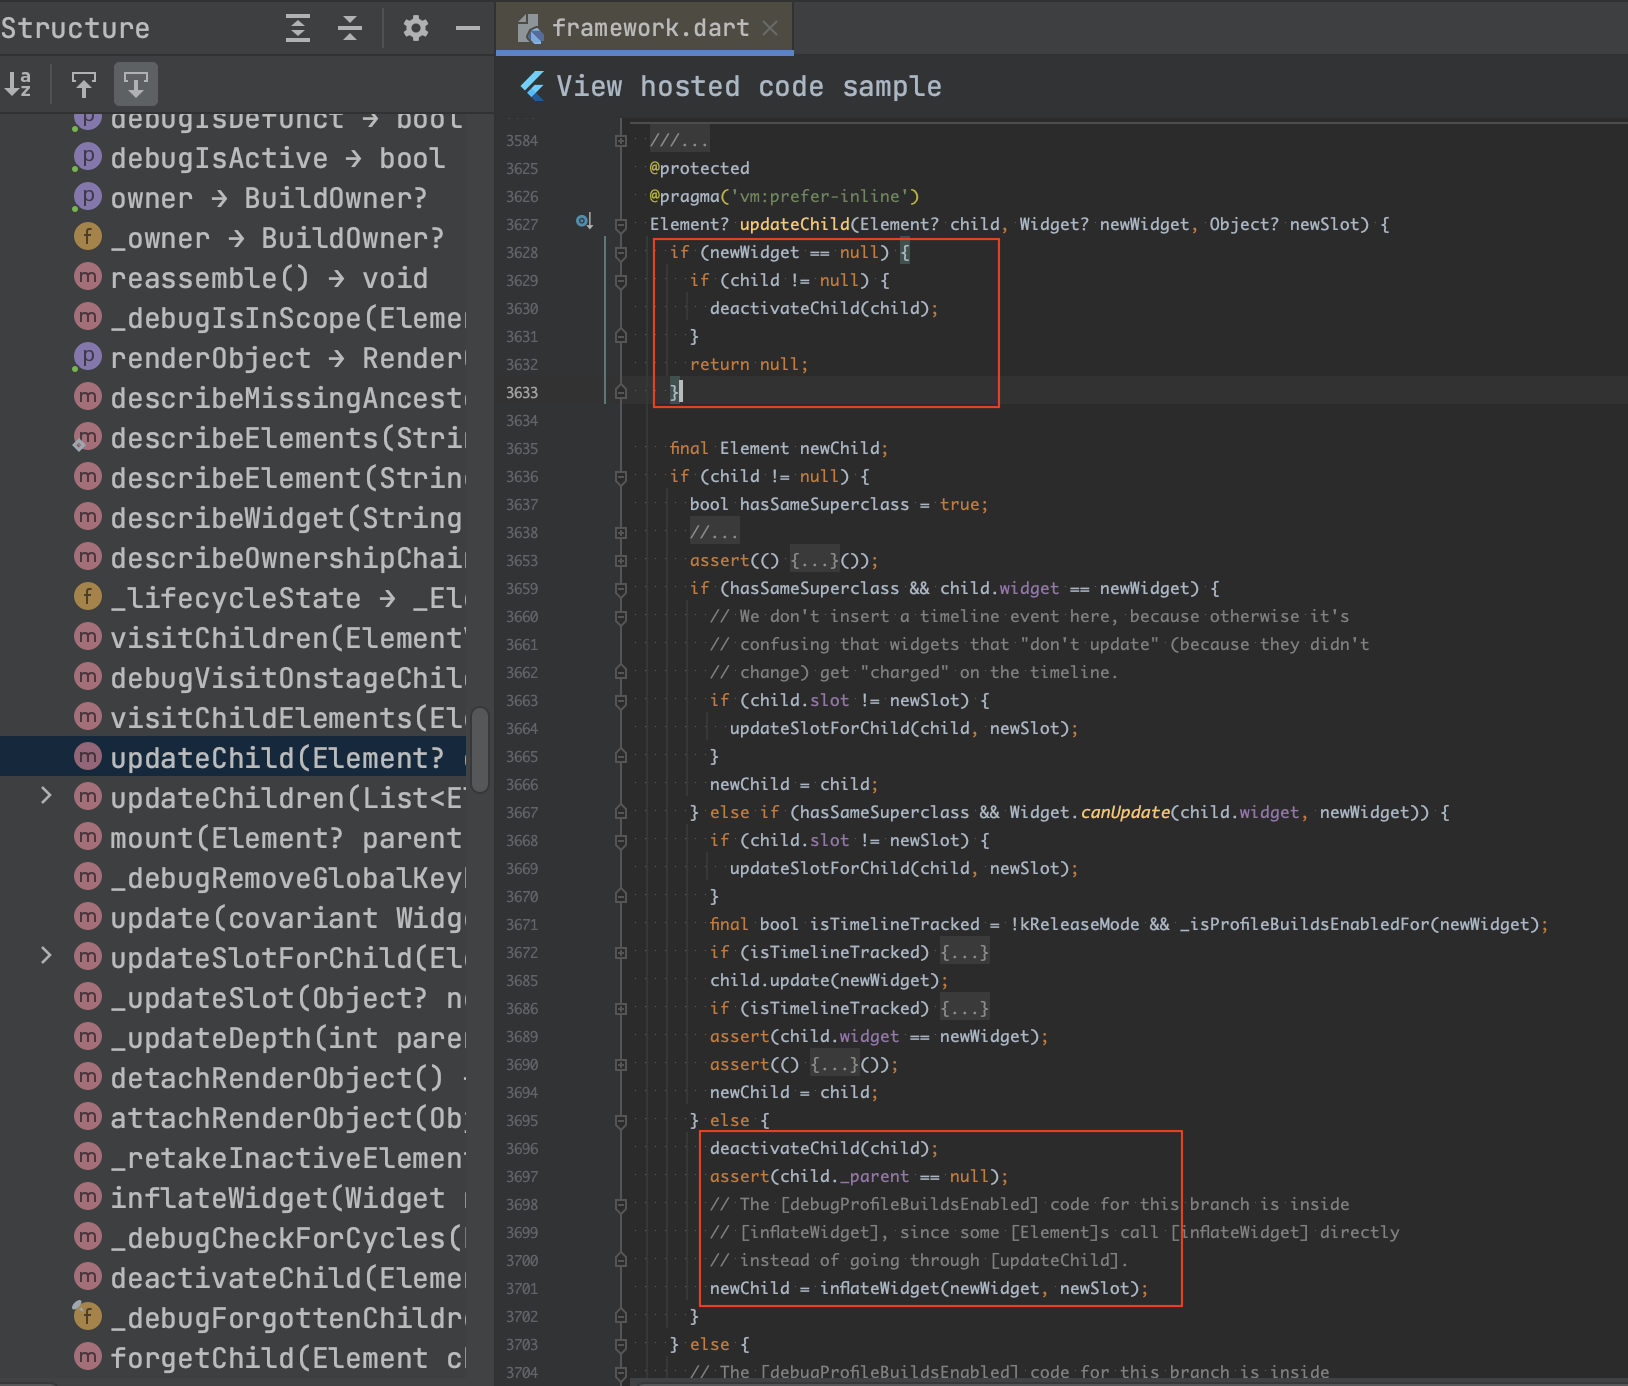 Structure
debugIsDefunct → bool
debugIsActive → bool
owner → BuildOwner?
_owner → BuildOwner?
reassemble() → void
_debugIsInScope(Elemen
renderObject → Render
describeMissingAncest
describeElements(Stri
describeElement(String
describeWidget(String
describeOwnershipChai
_lifecycleState → _El
visitChildren(Element
debugVisitOnstageChil
visitChildElements(El
updateChild(Element?
updateChildren(List<E
mount(Element? parent
_debugRemoveGlobalKey
update(covariant Widg
updateSlotForChild(El
_updateSlot(Object? n
_updateDepth(int pare
detachRenderObject()
attachRenderObject(Ob
_retakeInactiveElemen
inflateWidget(Widget
_debugCheckForCycles(
deactivateChild(Eleme
_debugForgottenChildr
forgetChild(Element c
framework.dart
View hosted code sample
3584 ///...
3625 @protected
3626 @pragma('vm:prefer-inline')
3627 Element? updateChild(Element? child, Widget? newWidget, Object? newSlot) {
3628 if (newWidget == null) {
3629 if (child != null) {
3630 deactivateChild(child);
3631 }
3632 return null;
3633 }
3634
3635 final Element newChild;
3636 if (child != null) {
3637 bool hasSameSuperclass = true;
3638 //...
3653 assert(() {...}());
3659 if (hasSameSuperclass && child.widget == newWidget) {
3660 // We don't insert a timeline event here, because otherwise it's
3661 // confusing that widgets that "don't update" (because they didn't
3662 // change) get "charged" on the timeline.
3663 if (child.slot != newSlot) {
3664 updateSlotForChild(child, newSlot);
3665 }
3666 newChild = child;
3667 } else if (hasSameSuperclass && Widget.canUpdate(child.widget, newWidget)) {
3668 if (child.slot != newSlot) {
3669 updateSlotForChild(child, newSlot);
3670 }
3671 final bool isTimelineTracked = !kReleaseMode && _isProfileBuildsEnabledFor(newWidget);
3672 if (isTimelineTracked) {...}
3685 child.update(newWidget);
3686 if (isTimelineTracked) {...}
3689 assert(child.widget == newWidget);
3690 assert(() {...}());
3694 newChild = child;
3695 } else {
3696 deactivateChild(child);
3697 assert(child._parent == null);
3698 // The [debugProfileBuildsEnabled] code for this branch is inside
3699 // [inflateWidget], since some [Element]s call [inflateWidget] directly
3700 // instead of going through [updateChild].
3701 newChild = inflateWidget(newWidget, newSlot);
3702 }
3703 } else {
3704 // The [debugProfileBuildsEnabled] code for this branch is inside